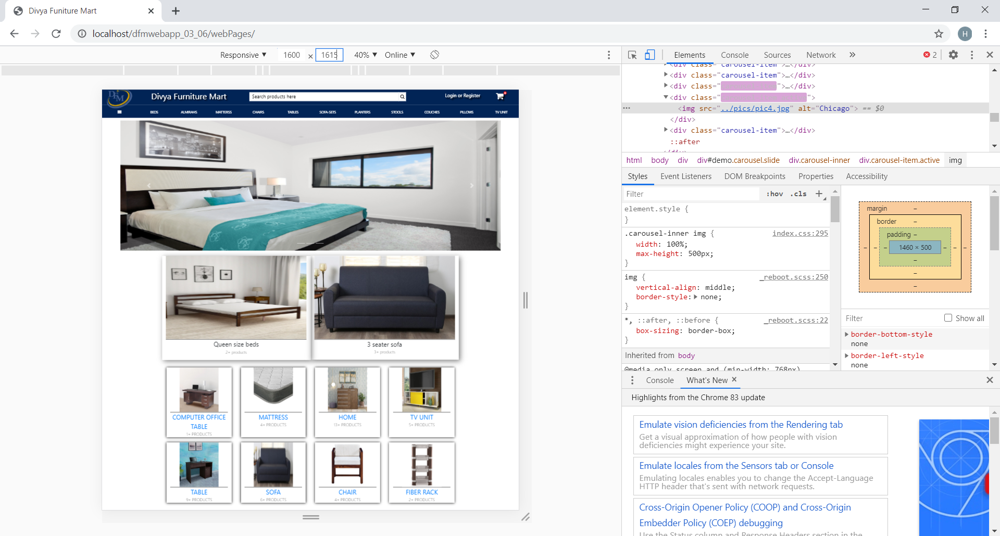 Divya Funiture Mart
localhost/dfmwebapp_03_06/webPages/
H
Responsive ▼ 1600 × 1615 40% ▼ Online ▼
DFM
Divya Furniture Mart
Search products here
Login or Register
BEDS ALMIRAHS MATTERSS CHAIRS TABLES SOFA-SETS PLANTERS STOOLS COUCHES PILLOWS TV UNIT
Queen size beds
2+ products
3 seater sofa
3+ products
COMPUTER OFFICE
TABLE
1+ PRODUCTS
MATTRESS
4+ PRODUCTS
HOME
13+ PRODUCTS
TV UNIT
5+ PRODUCTS
TABLE
9+ PRODUCTS
SOFA
6+ PRODUCTS
CHAIR
4+ PRODUCTS
FIBER RACK
2+ PRODUCTS
Elements Console Sources Network » 2
<div class="carousel-item">…</div>
<div class="carousel-item">…</div>
<div class="">…</div>
<div class="">
<img src="../pics/pic4.jpg" alt="Chicago"> == $0
</div>
<div class="carousel-item">…</div>
::after
</div>
html body div div#demo.carousel.slide div.carousel-inner div.carousel-item.active img
Styles Event Listeners DOM Breakpoints Properties Accessibility
Filter :hov .cls +
element.style {
}
.carousel-inner img { index.css:295
width: 100%;
max-height: 500px;
}
img { _reboot.scss:250
vertical-align: middle;
border-style: none;
}
*, ::after, ::before { _reboot.scss:22
box-sizing: border-box;
}
Inherited from body
@media only screen and (min-width: 768px)
margin –
border –
padding –
– – – 1460 × 500 – – –
–
–
–
Filter Show all
border-bottom-style
none
border-left-style
none
Console What's New
Highlights from the Chrome 83 update
Emulate vision deficiencies from the Rendering tab
Get a visual approximation of how people with vision
deficiencies might experience your site.
Emulate locales from the Sensors tab or Console
Emulating locales enables you to change the Accept-Language
HTTP header that's sent with network requests.
Cross-Origin Opener Policy (COOP) and Cross-Origin
Embedder Policy (COEP) debugging
Use the Status column and Response Headers section in the